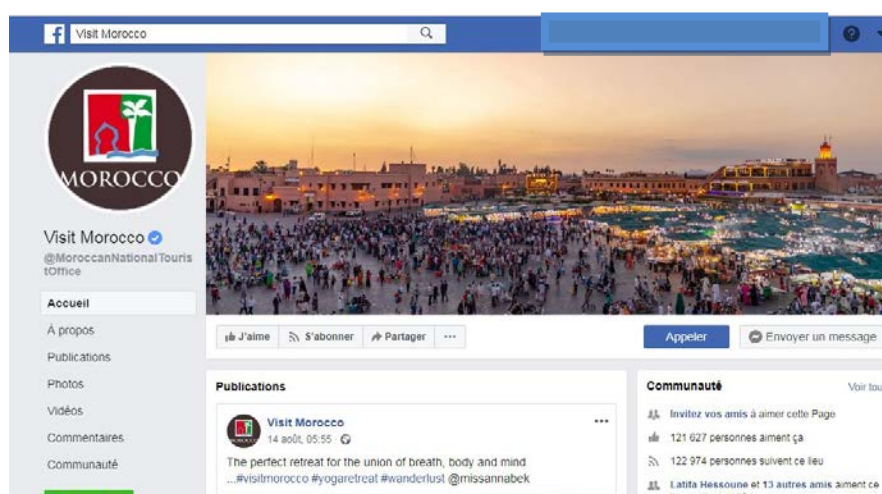 Visit Morocco
MOROCCO
Visit Morocco
@MoroccanNationalTouris
tOffice
Accueil
À propos
Publications
Photos
Vidéos
Commentaires
Communauté
J'aime
S'abonner
Partager
Appeler
Envoyer un message
Publications
Visit Morocco
14 août, 05:55
The perfect retreat for the union of breath, body and mind
...#visitmorocco #yogaretreat #wanderlust @missannabek
Communauté
Voir tou
Invitez vos amis à aimer cette Page
121 627 personnes aiment ça
122 974 personnes suivent ce lieu
Latifa Hessoune et 13 autres amis aiment ce